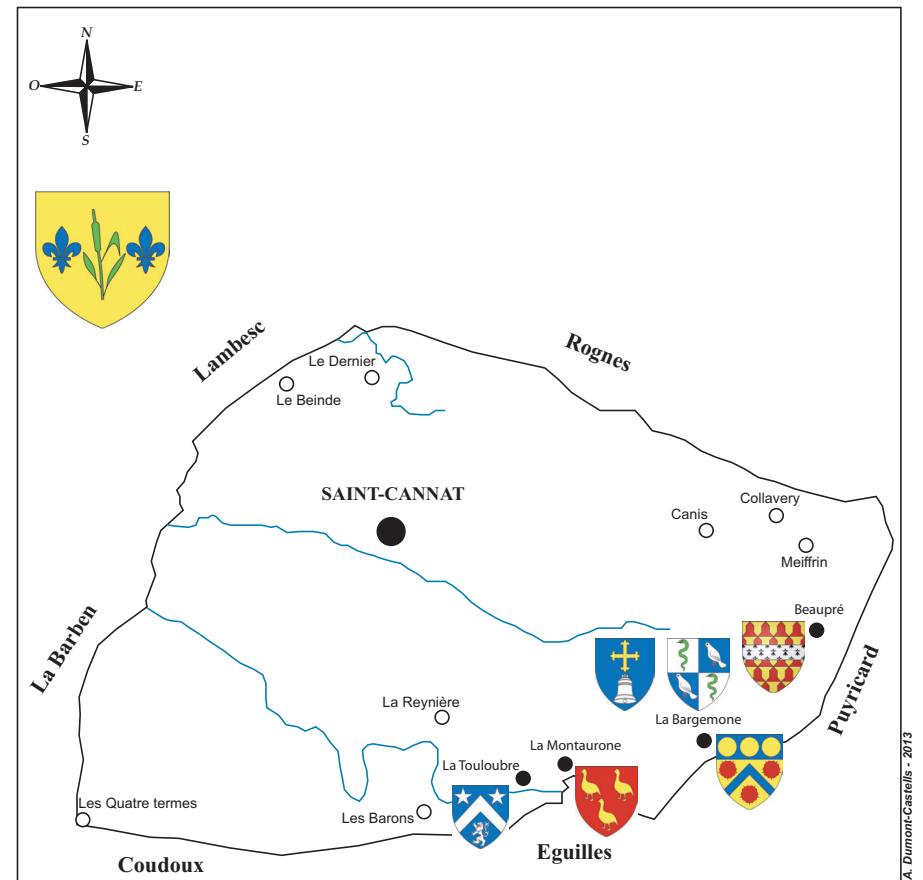 N
O
E
S
Lambesc
Rognes
Le Dernier
Le Beinde
SAINT-CANNAT
Collavery
Canis
Meiffrin
Beaupré
La Barben
Puyricard
La Reynière
La Bargemone
La Montaurone
La Touloubre
Les Quatre termes
Les Barons
Coudoux
Eguilles
A. Dumont-Castells - 2013